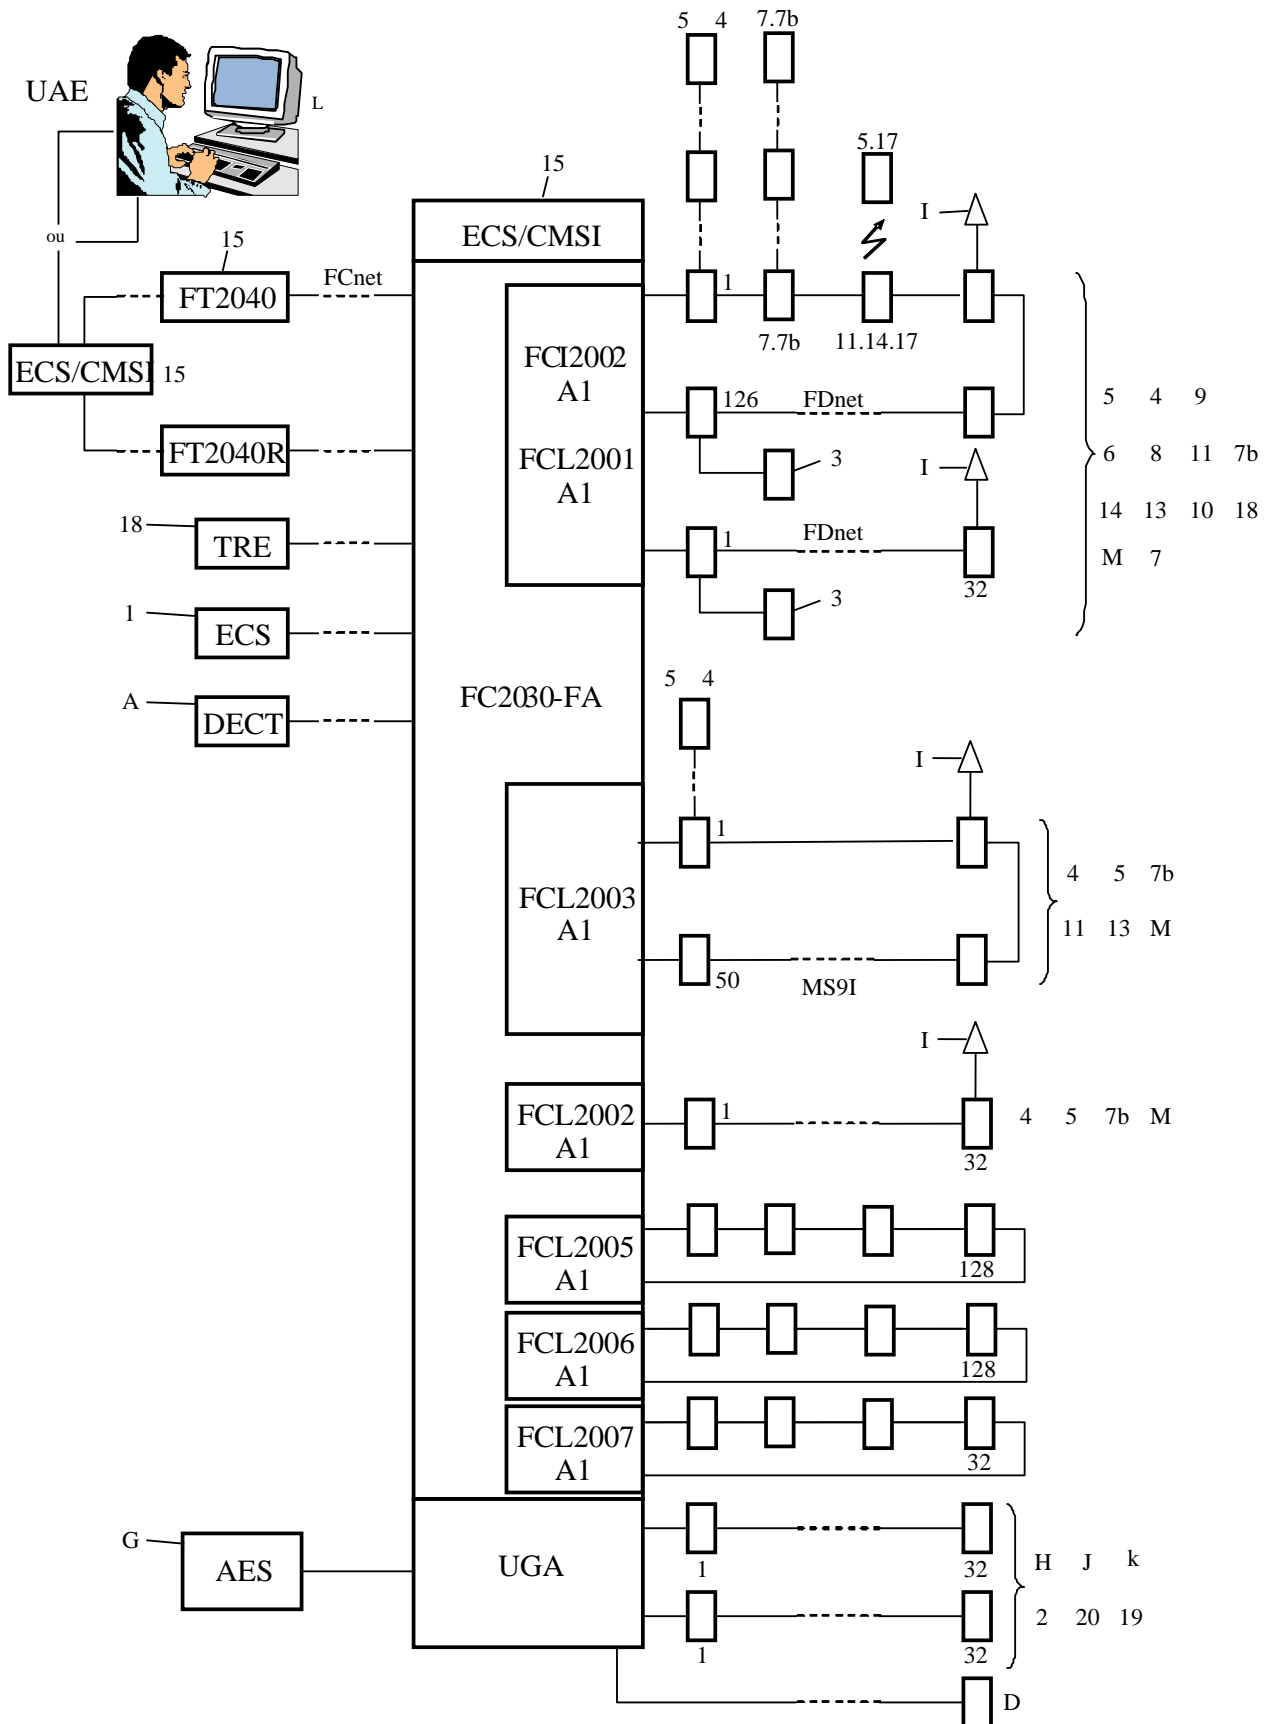 5 4 7.7b
UAE
L
5.17
15
I
ECS/CMSI
ou
15
FCnet
FT2040
1
7.7b
11.14.17
FCI2002
A1
ECS/CMSI 15
126
FDnet
5 4 9
FT2040R
FCL2001
A1
3
I
6 8 11 7b
18
TRE
1
FDnet
14 13 10 18
32
M 7
1
ECS
3
A
DECT
FC2030-FA
5 4
I
1
FCL2003
A1
4 5 7b
11 13 M
50
MS9I
I
FCL2002
A1
1
4 5 7b M
32
FCL2005
A1
128
FCL2006
A1
128
FCL2007
A1
32
G
AES
UGA
1
32
H J k
2 20 19
1
32
D